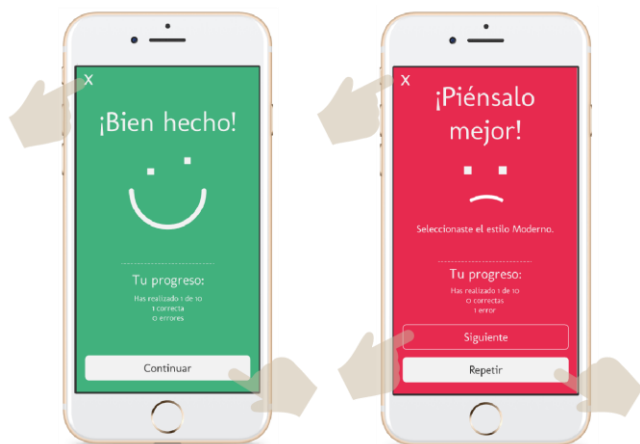 X
¡Bien hecho!
Tu progreso:
Has realizado 1 de 10
1 correcta
0 errores
Continuar
X
¡Piénsalo
mejor!
Seleccionaste el estilo Moderno.
Tu progreso:
Has realizado 1 de 10
0 correctas
1 error
Siguiente
Repetir